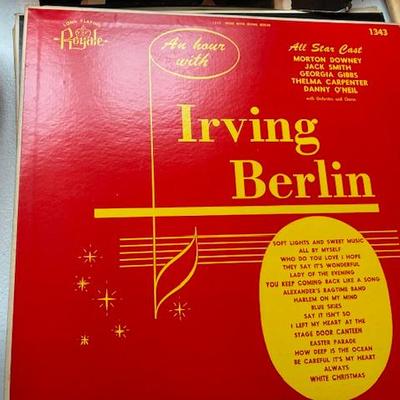 LONG PLAYING
Royale
1343
An hour
with
All Star Cast
MORTON DOWNEY
JACK SMITH
GEORGIA GIBBS
THELMA CARPENTER
DANNY O'NEIL
with Orchestra and Chorus
Irving
Berlin
SOFT LIGHTS AND SWEET MUSIC
ALL BY MYSELF
WHO DO YOU LOVE I HOPE
THEY SAY IT'S WONDERFUL
LADY OF THE EVENING
YOU KEEP COMING BACK LIKE A SONG
ALEXANDER'S RAGTIME BAND
HARLEM ON MY MIND
BLUE SKIES
SAY IT ISN'T SO
I LEFT MY HEART AT THE
STAGE DOOR CANTEEN
EASTER PARADE
HOW DEEP IS THE OCEAN
BE CAREFUL IT'S MY HEART
ALWAYS
WHITE CHRISTMAS